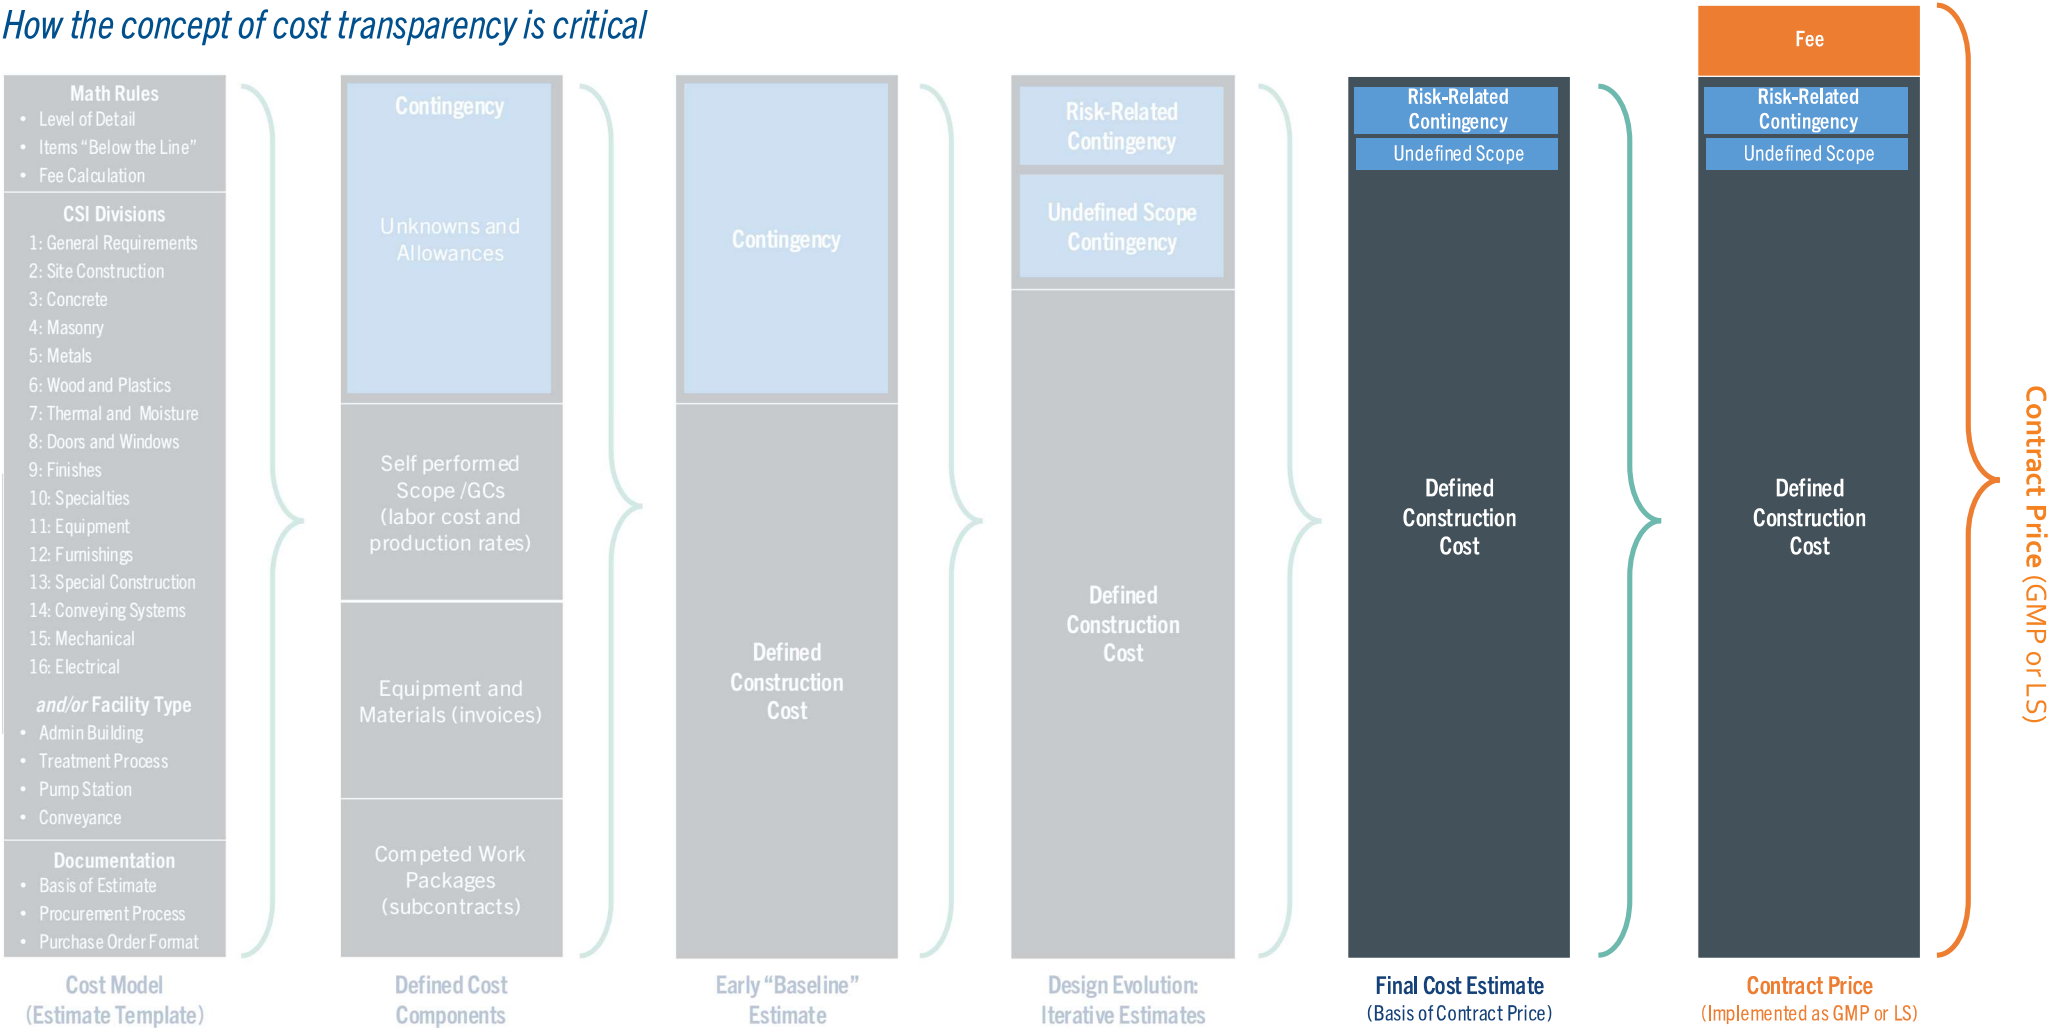 How the concept of cost transparency is critical
Math Rules
• Level of Detail
• Items “Below the Line”
• Fee Calculation
CSI Divisions
1: General Requirements
2: Site Construction
3: Concrete
4: Masonry
5: Metals
6: Wood and Plastics
7: Thermal and Moisture
8: Doors and Windows
9: Finishes
10: Specialties
11: Equipment
12: Furnishings
13: Special Construction
14: Conveying Systems
15: Mechanical
16: Electrical
and/or Facility Type
• Admin Building
• Treatment Process
• Pump Station
• Conveyance
Documentation
• Basis of Estimate
• Procurement Process
• Purchase Order Format
Cost Model
(Estimate Template)
Contingency
Unknowns and
Allowances
Self performed
Scope /GCs
(labor cost and
production rates)
Equipment and
Materials (invoices)
Competed Work
Packages
(subcontracts)
Defined Cost
Components
Contingency
Defined
Construction
Cost
Early “Baseline”
Estimate
Risk-Related
Contingency
Undefined Scope
Contingency
Defined
Construction
Cost
Design Evolution:
Iterative Estimates
Risk-Related
Contingency
Undefined Scope
Defined
Construction
Cost
Final Cost Estimate
(Basis of Contract Price)
Fee
Risk-Related
Contingency
Undefined Scope
Defined
Construction
Cost
Contract Price
(Implemented as GMP or LS)
Contract Price (GMP or LS)